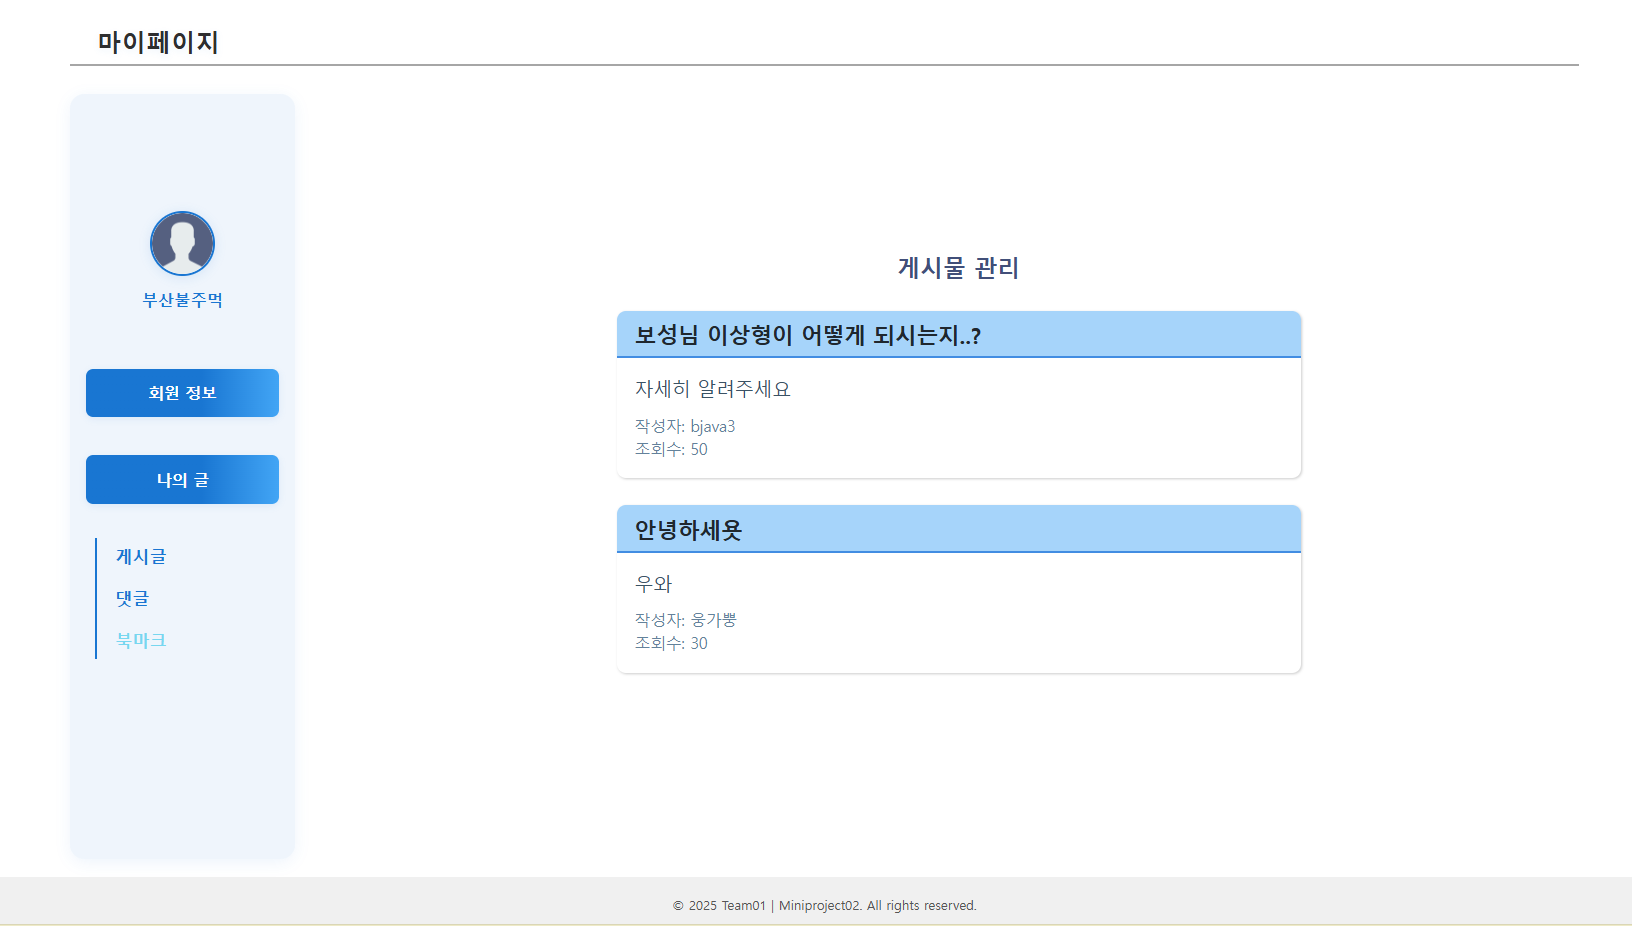 마이페이지
부산불주먹
회원 정보
나의 글
게시글
댓글
북마크
게시물 관리
보성님 이상형이 어떻게 되시는지..?
자세히 알려주세요
작성자: bjava3
조회수: 50
안녕하세욧
우와
작성자: 웅가뿡
조회수: 30
© 2025 Team01 | Miniproject02. All rights reserved.